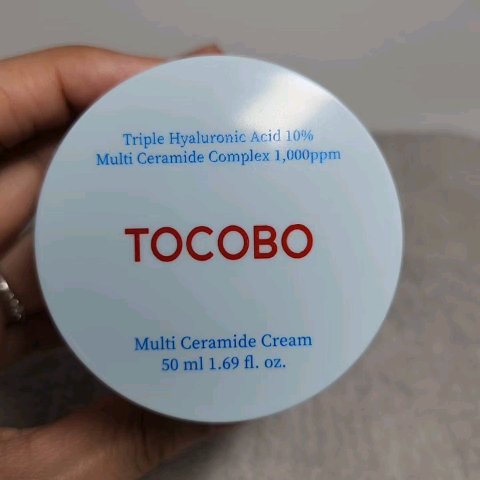 Triple Hyaluronic Acid 10%
Multi Ceramide Complex 1,000ppm
TOCOBO
Multi Ceramide Cream
50 ml 1.69 fl. oz.